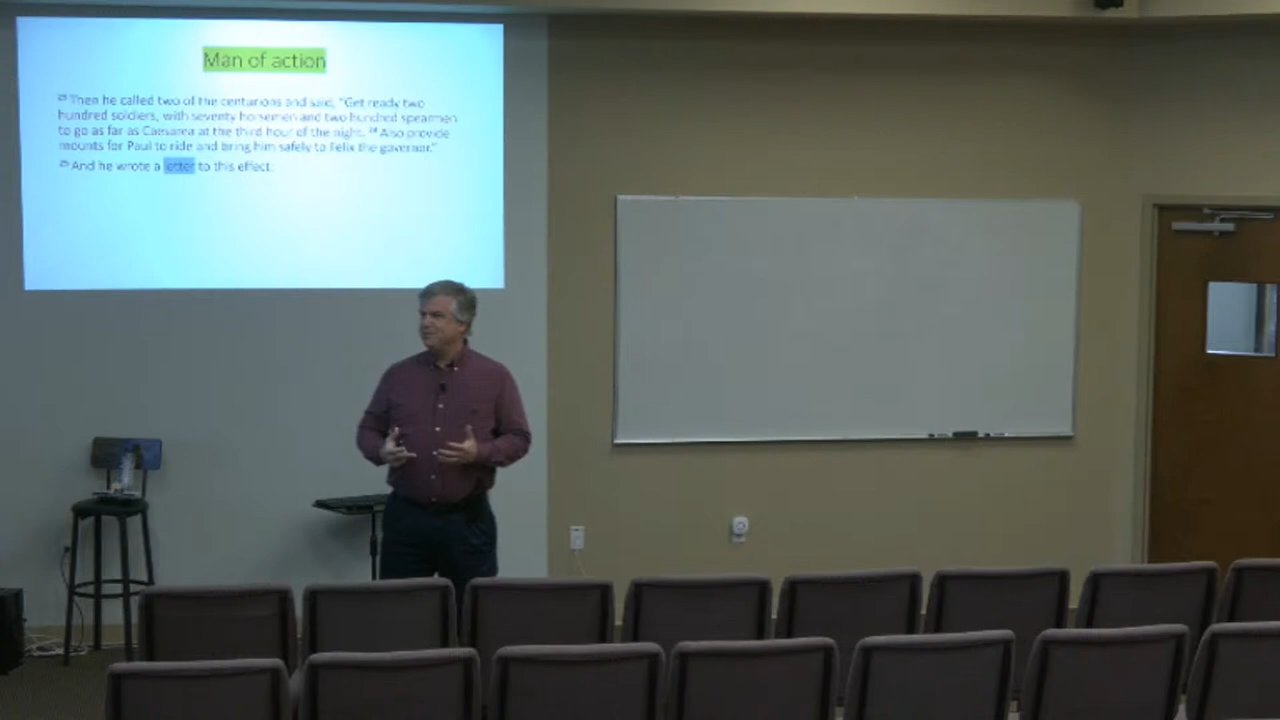 Man of action
23 Then he called two of the centurions and said, "Get ready two
hundred soldiers, with seventy horsemen and two hundred spearmen
to go as far as Caesarea at the third hour of the night. 24 Also provide
mounts for Paul to ride and bring him safely to Felix the governor."
25 And he wrote a letter to this effect: